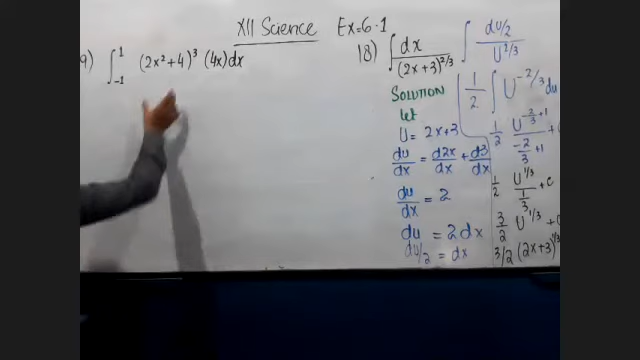 XII Science Ex=6.1
9) ∫₋₁¹ (2x²+4)³ (4x)dx
18) ∫ dx/(2x+3)^(2/3)
Solution
let
U = 2x+3
du/dx = d2x/dx + d3/dx
du/dx = 2
du = 2dx
du/2 = dx
∫ (du/2)/U^(2/3)
1/2 ∫ U^(-2/3) du
1/2 U^(-2/3+1)/(-2/3+1) +
1/2 U^(1/3)/(1/3) + c
3/2 U^(1/3) +
3/2 (2x+3)^(1/3)